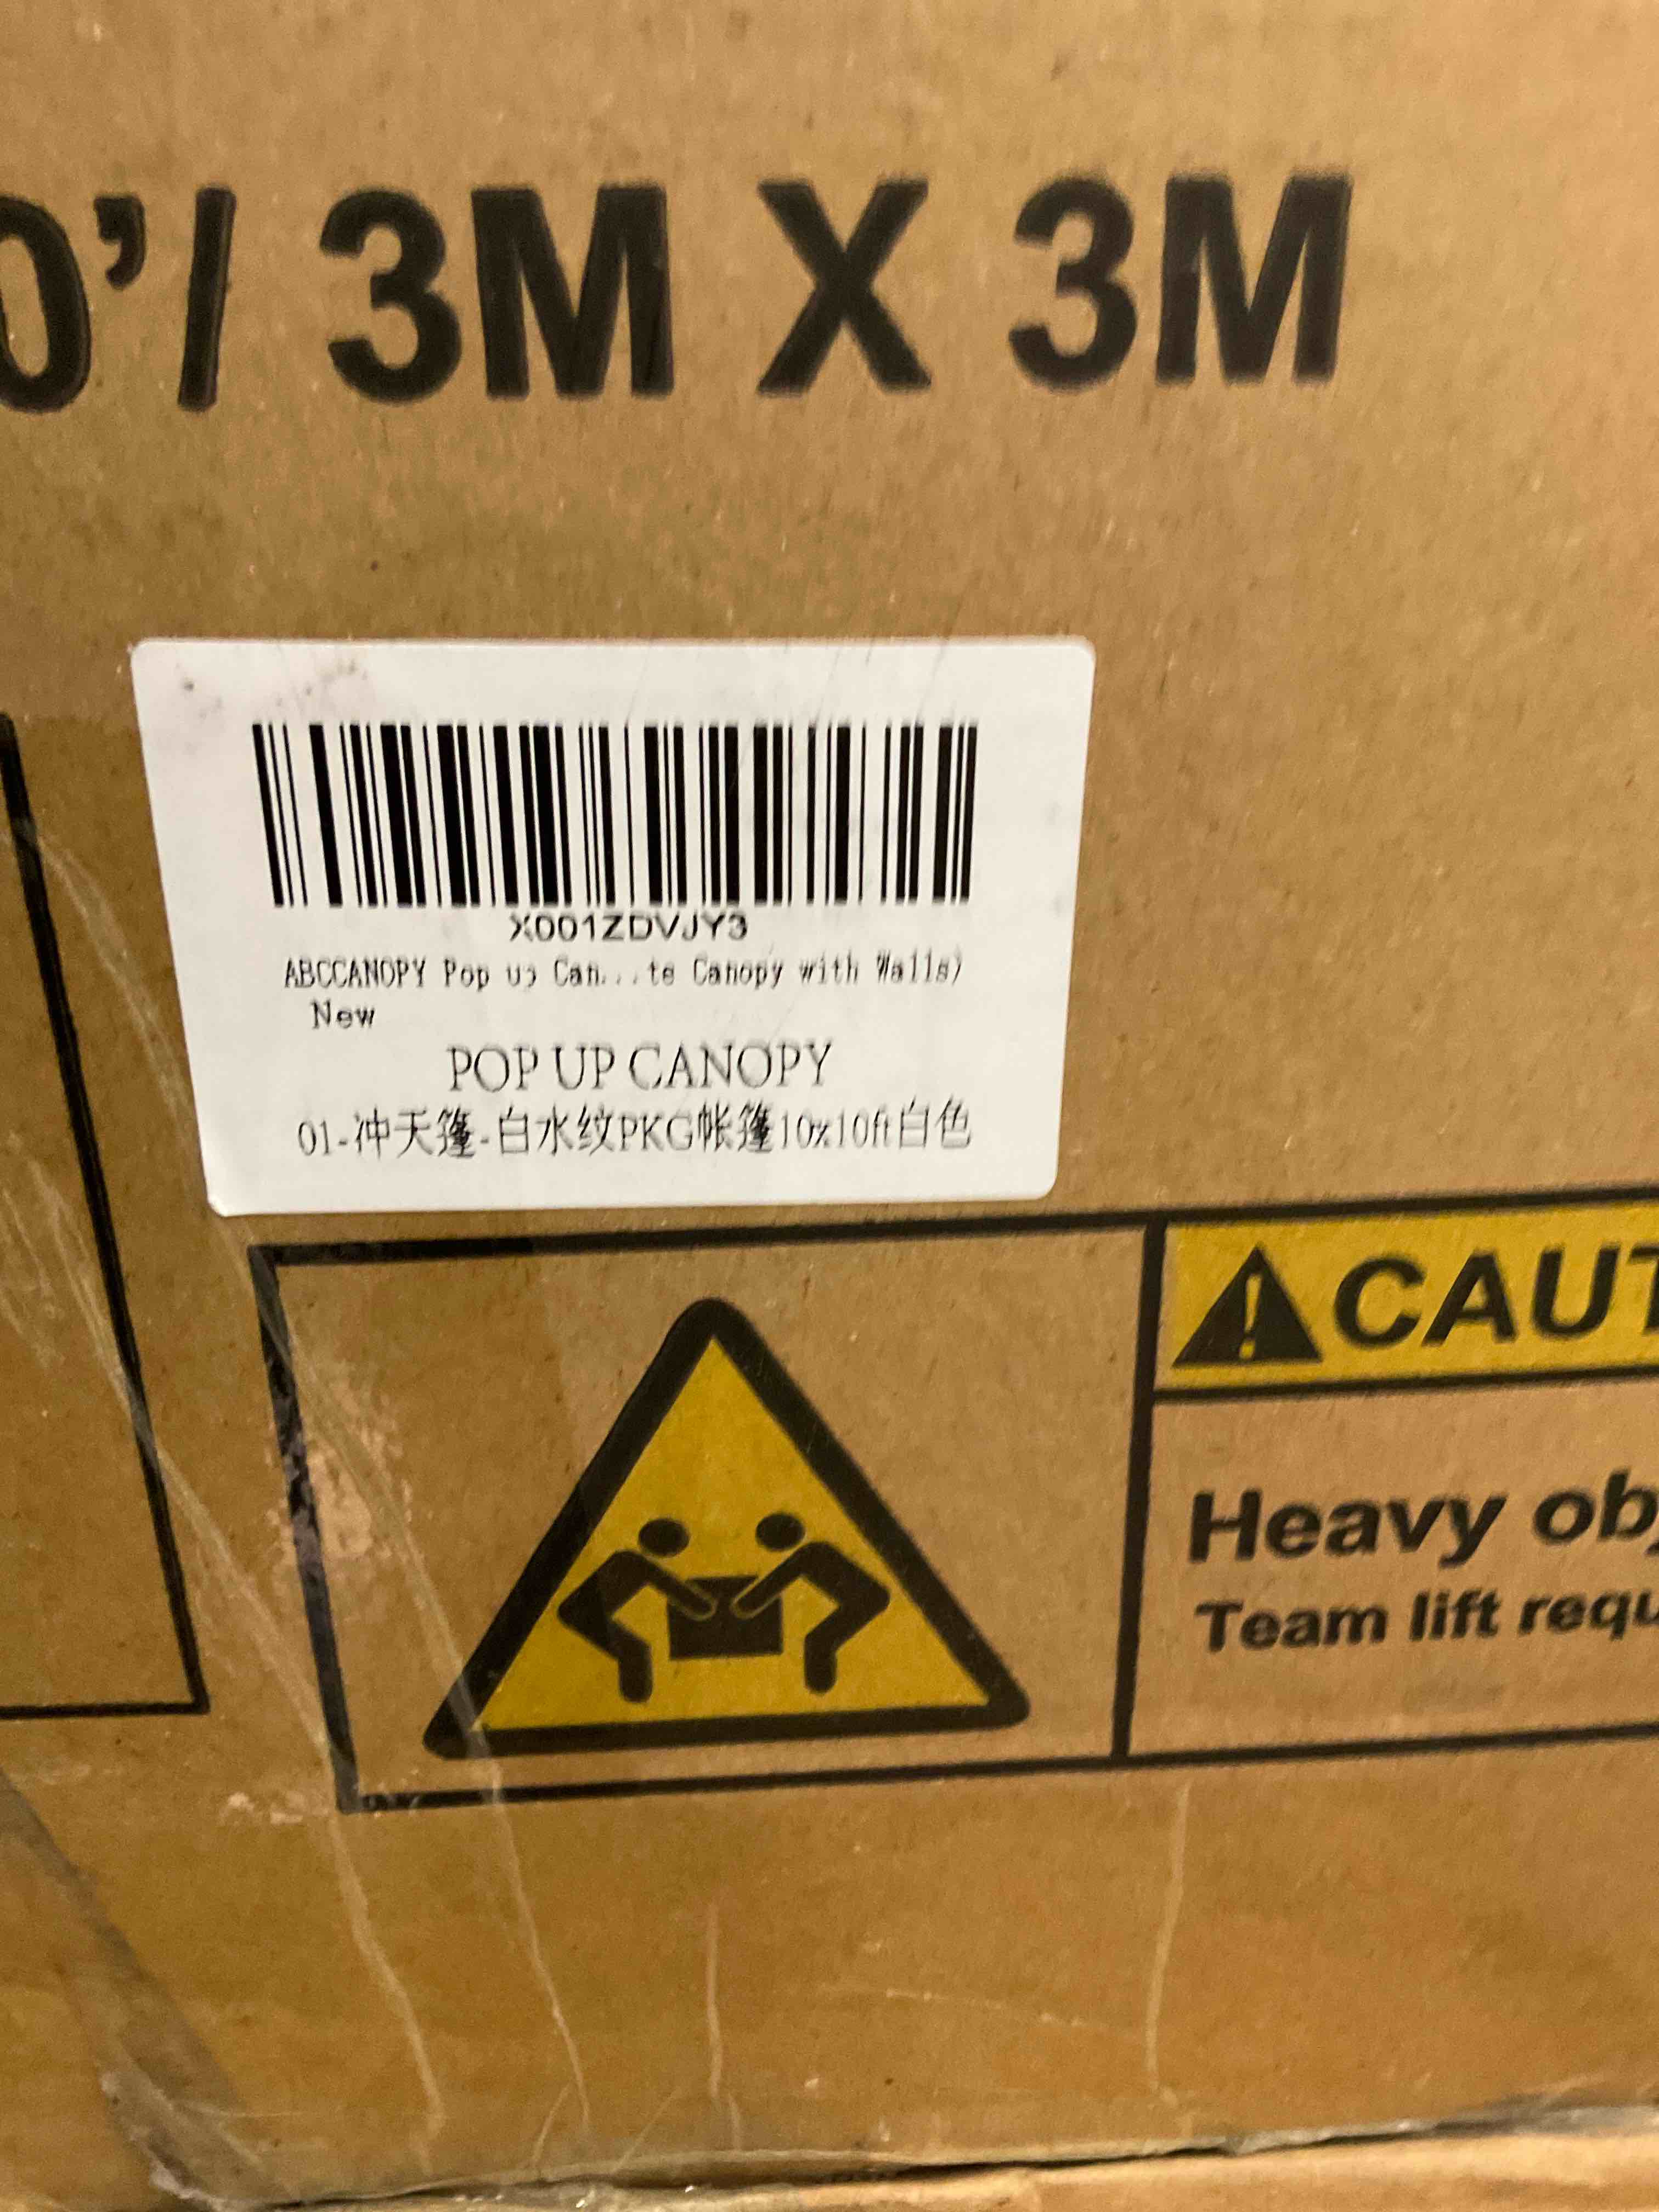 0'/ 3M X 3M
X001ZDVJY3
ABCCANOPY Pop up Can...te Canopy with Walls)
New
POP UP CANOPY
01-冲天篷-白水纹PKG帐篷10x10ft白色
CAUT
Heavy obj
Team lift requ